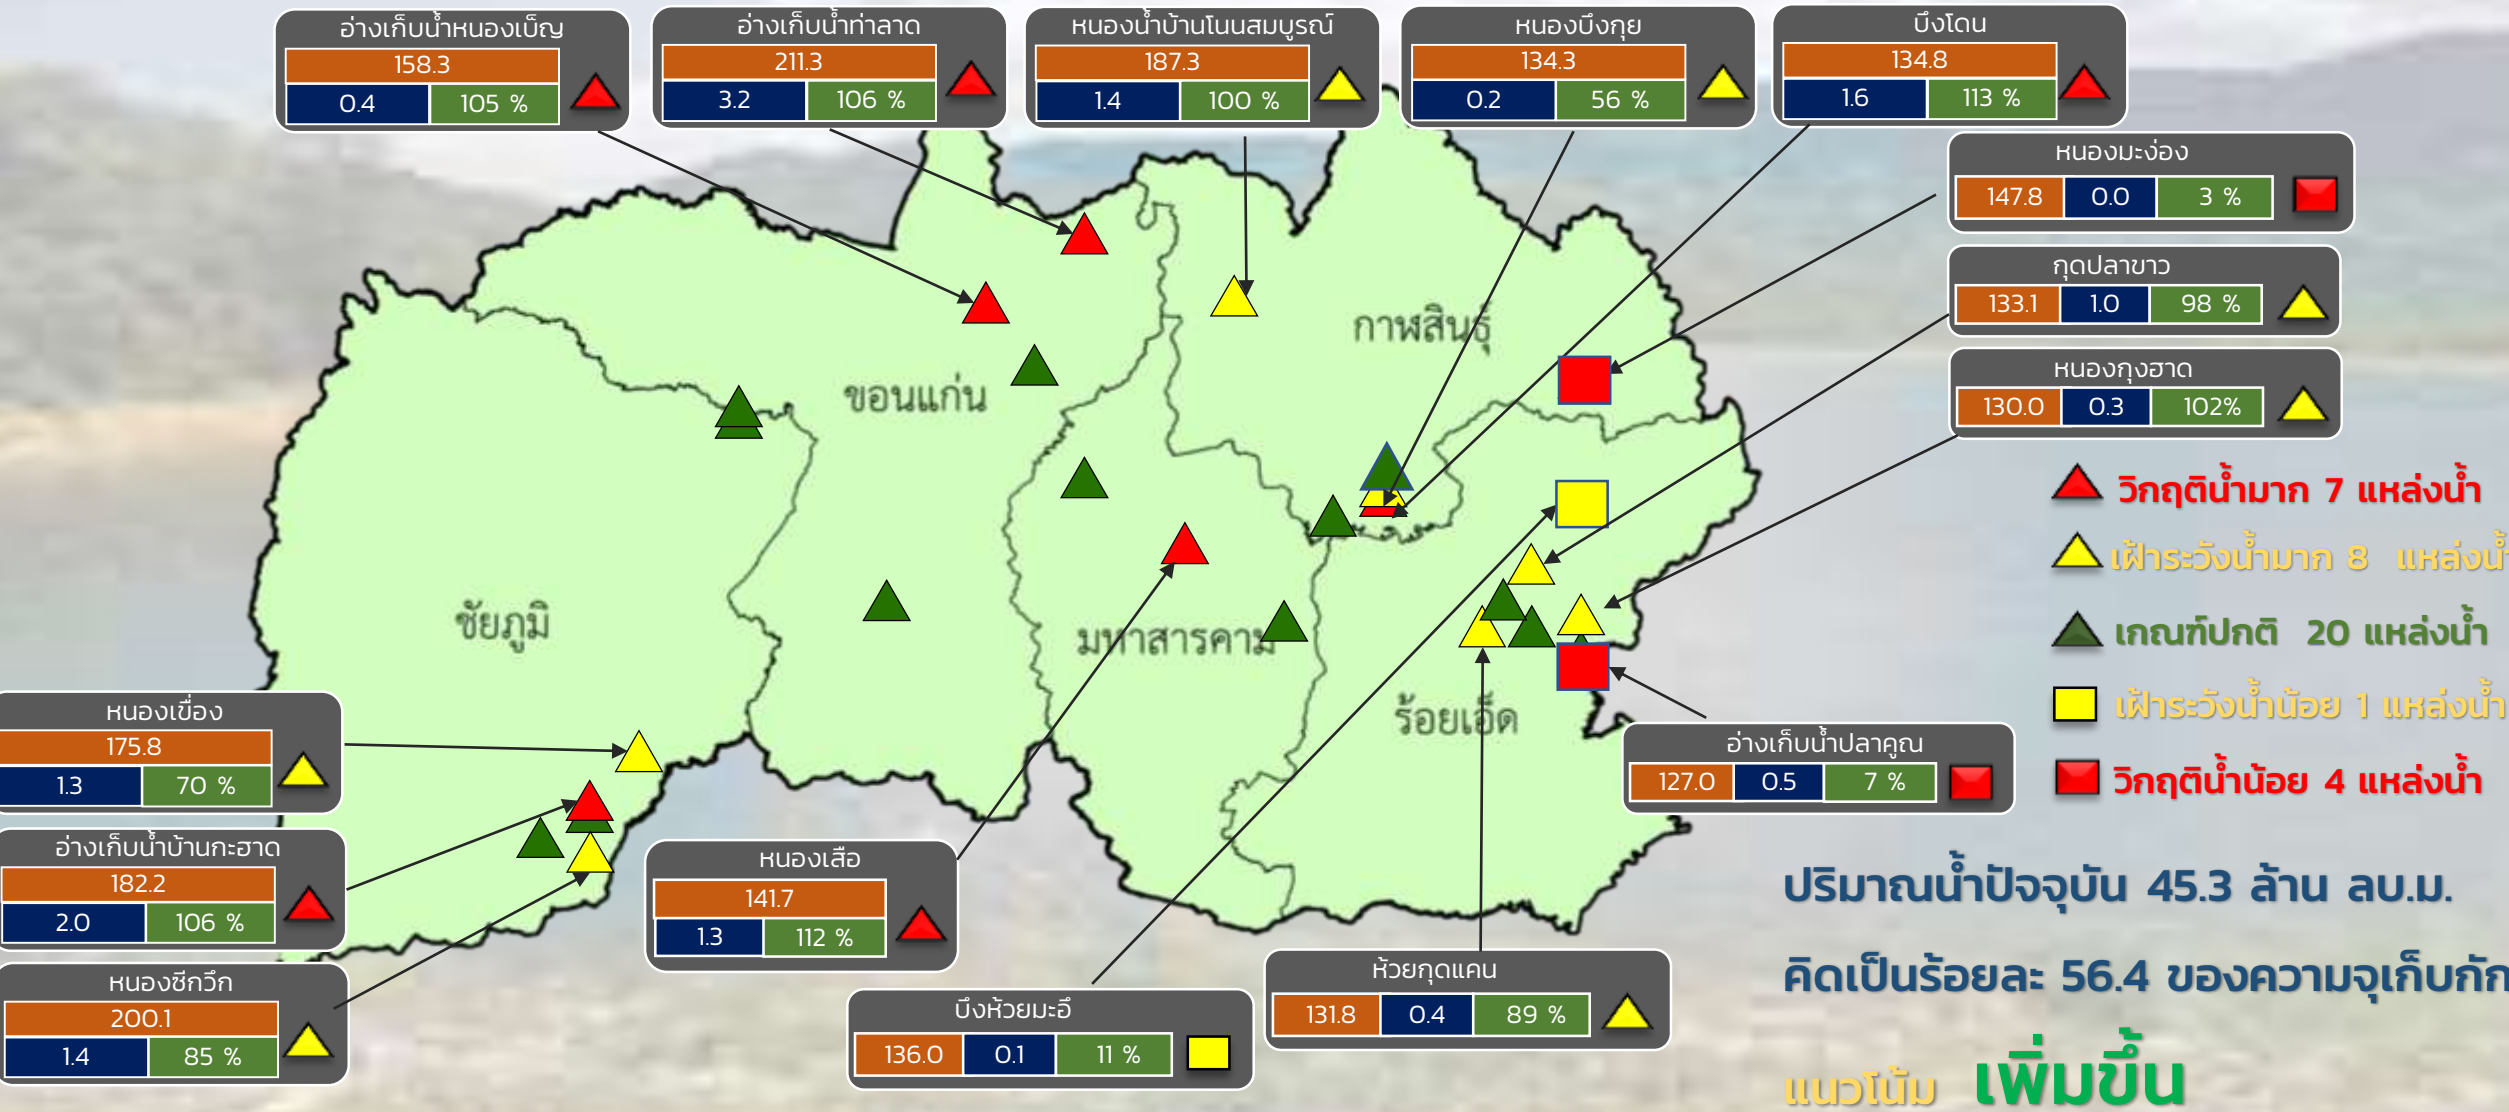 อ่างเก็บน้ำหนองเบ็ญ
158.3
0.4 105 %
อ่างเก็บน้ำท่าลาด
211.3
3.2 106 %
หนองน้ำบ้านโนนสมบูรณ์
187.3
1.4 100 %
หนองบึงกุย
134.3
0.2 56 %
บึงโดน
134.8
1.6 113 %
หนองมะง่อง
147.8 0.0 3 %
กุดปลาขาว
133.1 1.0 98 %
หนองกุงฮาด
130.0 0.3 102%
กาฬสินธุ์
ขอนแก่น
ชัยภูมิ
มหาสารคาม
ร้อยเอ็ด
วิกฤติน้ำมาก 7 แหล่งน้ำ
เฝ้าระวังน้ำมาก 8 แหล่งน้ำ
เกณฑ์ปกติ 20 แหล่งน้ำ
เฝ้าระวังน้ำน้อย 1 แหล่งน้ำ
วิกฤติน้ำน้อย 4 แหล่งน้ำ
หนองเขื่อง
175.8
1.3 70 %
อ่างเก็บน้ำบ้านกะฮาด
182.2
2.0 106 %
หนองซีกวึก
200.1
1.4 85 %
หนองเสือ
141.7
1.3 112 %
บึงห้วยมะอึ
136.0 0.1 11 %
ห้วยกุดแคน
131.8 0.4 89 %
อ่างเก็บน้ำปลาคูณ
127.0 0.5 7 %
ปริมาณน้ำปัจจุบัน 45.3 ล้าน ลบ.ม.
คิดเป็นร้อยละ 56.4 ของความจุเก็บกัก
แนวโน้ม เพิ่มขึ้น